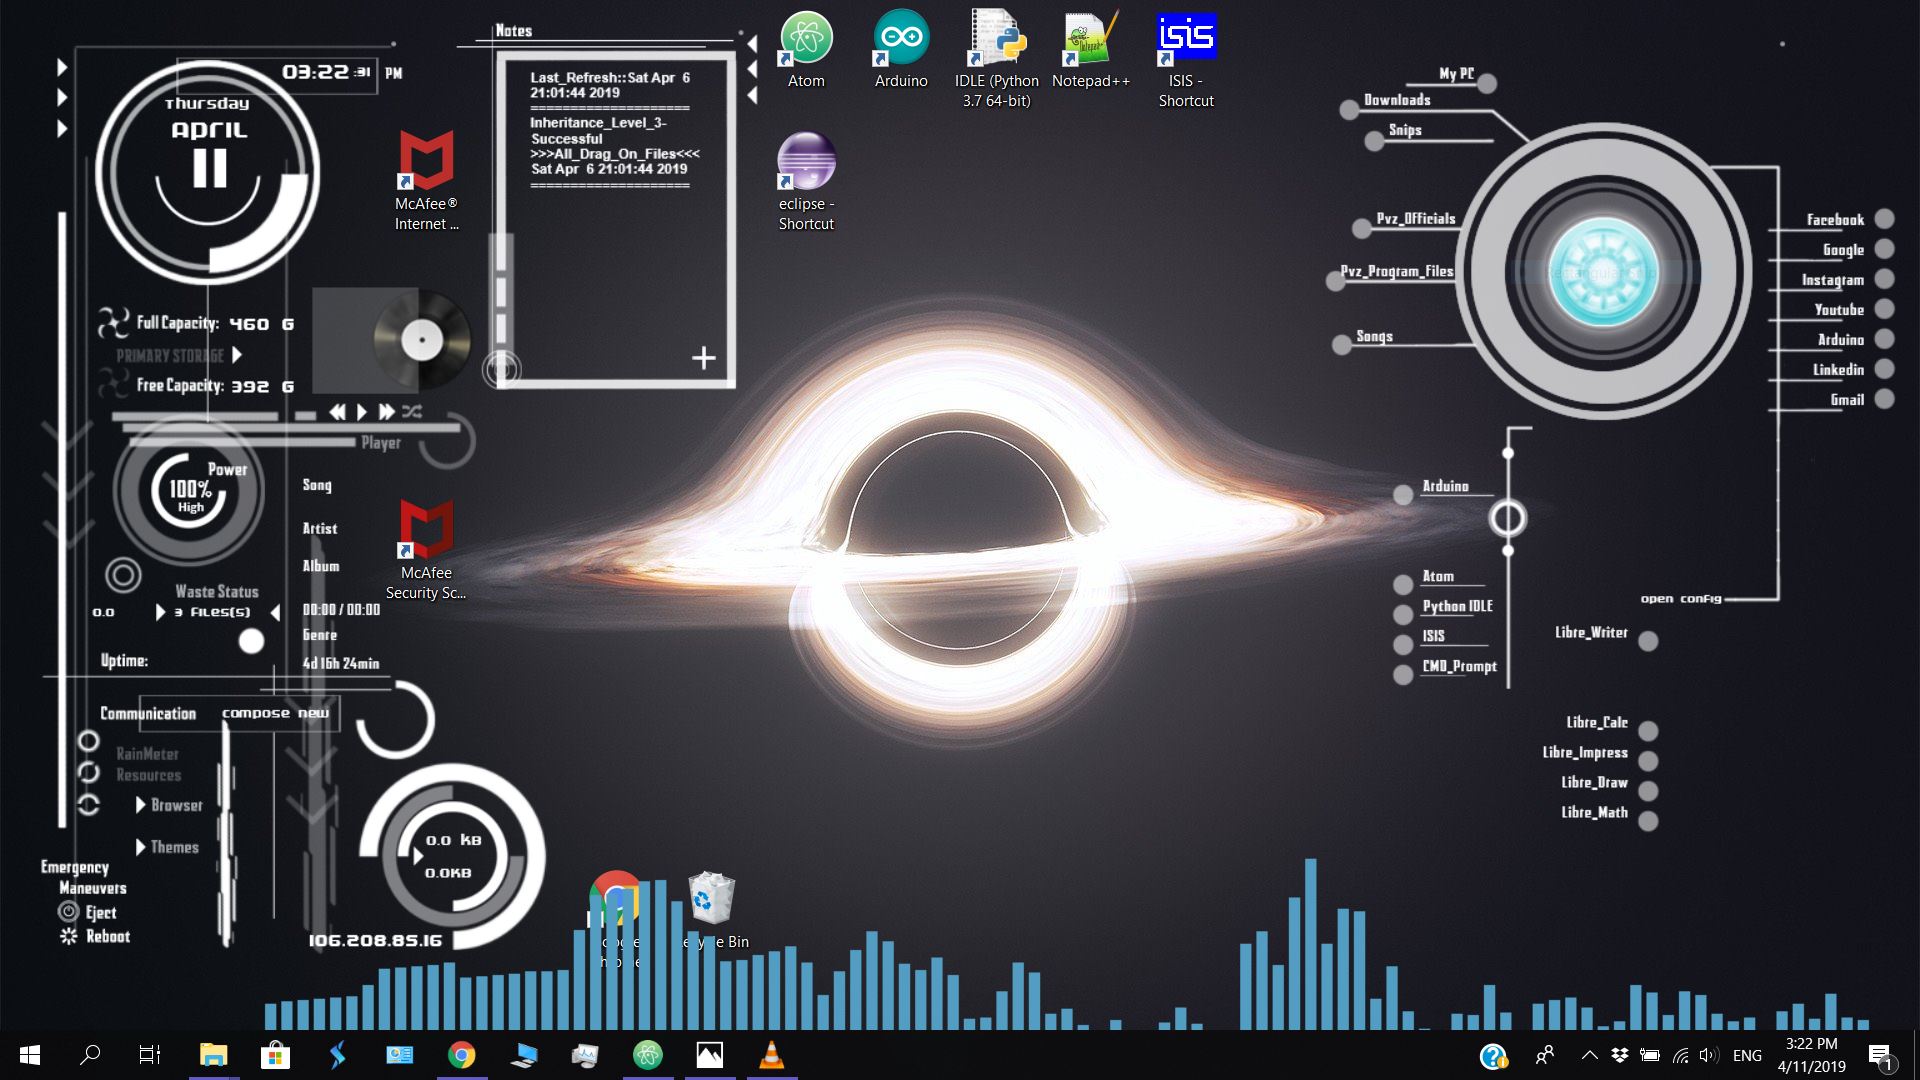 Thursday
APRIL
11
03:22:31 PM
Full Capacity: 460 G
PRIMARY STORAGE
Free Capacity: 392 G
Player
Power
100%
High
Song
Artist
Album
00:00 / 00:00
Genre
Waste Status
0.0
3 FILES(S)
Uptime:
4d 16h 24min
Communication
compose new
RainMeter
Resources
Browser
Themes
Emergency
Maneuvers
Eject
Reboot
0.0 KB
0.0KB
106.208.85.16
McAfee®
Internet ...
McAfee
Security Sc...
Notes
Last_Refresh::Sat Apr 6
21:01:44 2019
====================
Inheritance_Level_3-
Successful
>>>All_Drag_On_Files<<<
Sat Apr 6 21:01:44 2019
====================
Atom
Arduino
IDLE (Python
3.7 64-bit)
Notepad++
isis
ISIS -
Shortcut
eclipse -
Shortcut
Bin
My PC
Downloads
Snips
Pvz_Officials
Pvz_Program_Files
Songs
Facebook
Google
Instagram
Youtube
Arduino
Linkedin
Gmail
Arduino
Atom
Python IDLE
ISIS
CMD_Prompt
open config
Libre_Writer
Libre_Calc
Libre_Impress
Libre_Draw
Libre_Math
ENG
3:22 PM
4/11/2019
1